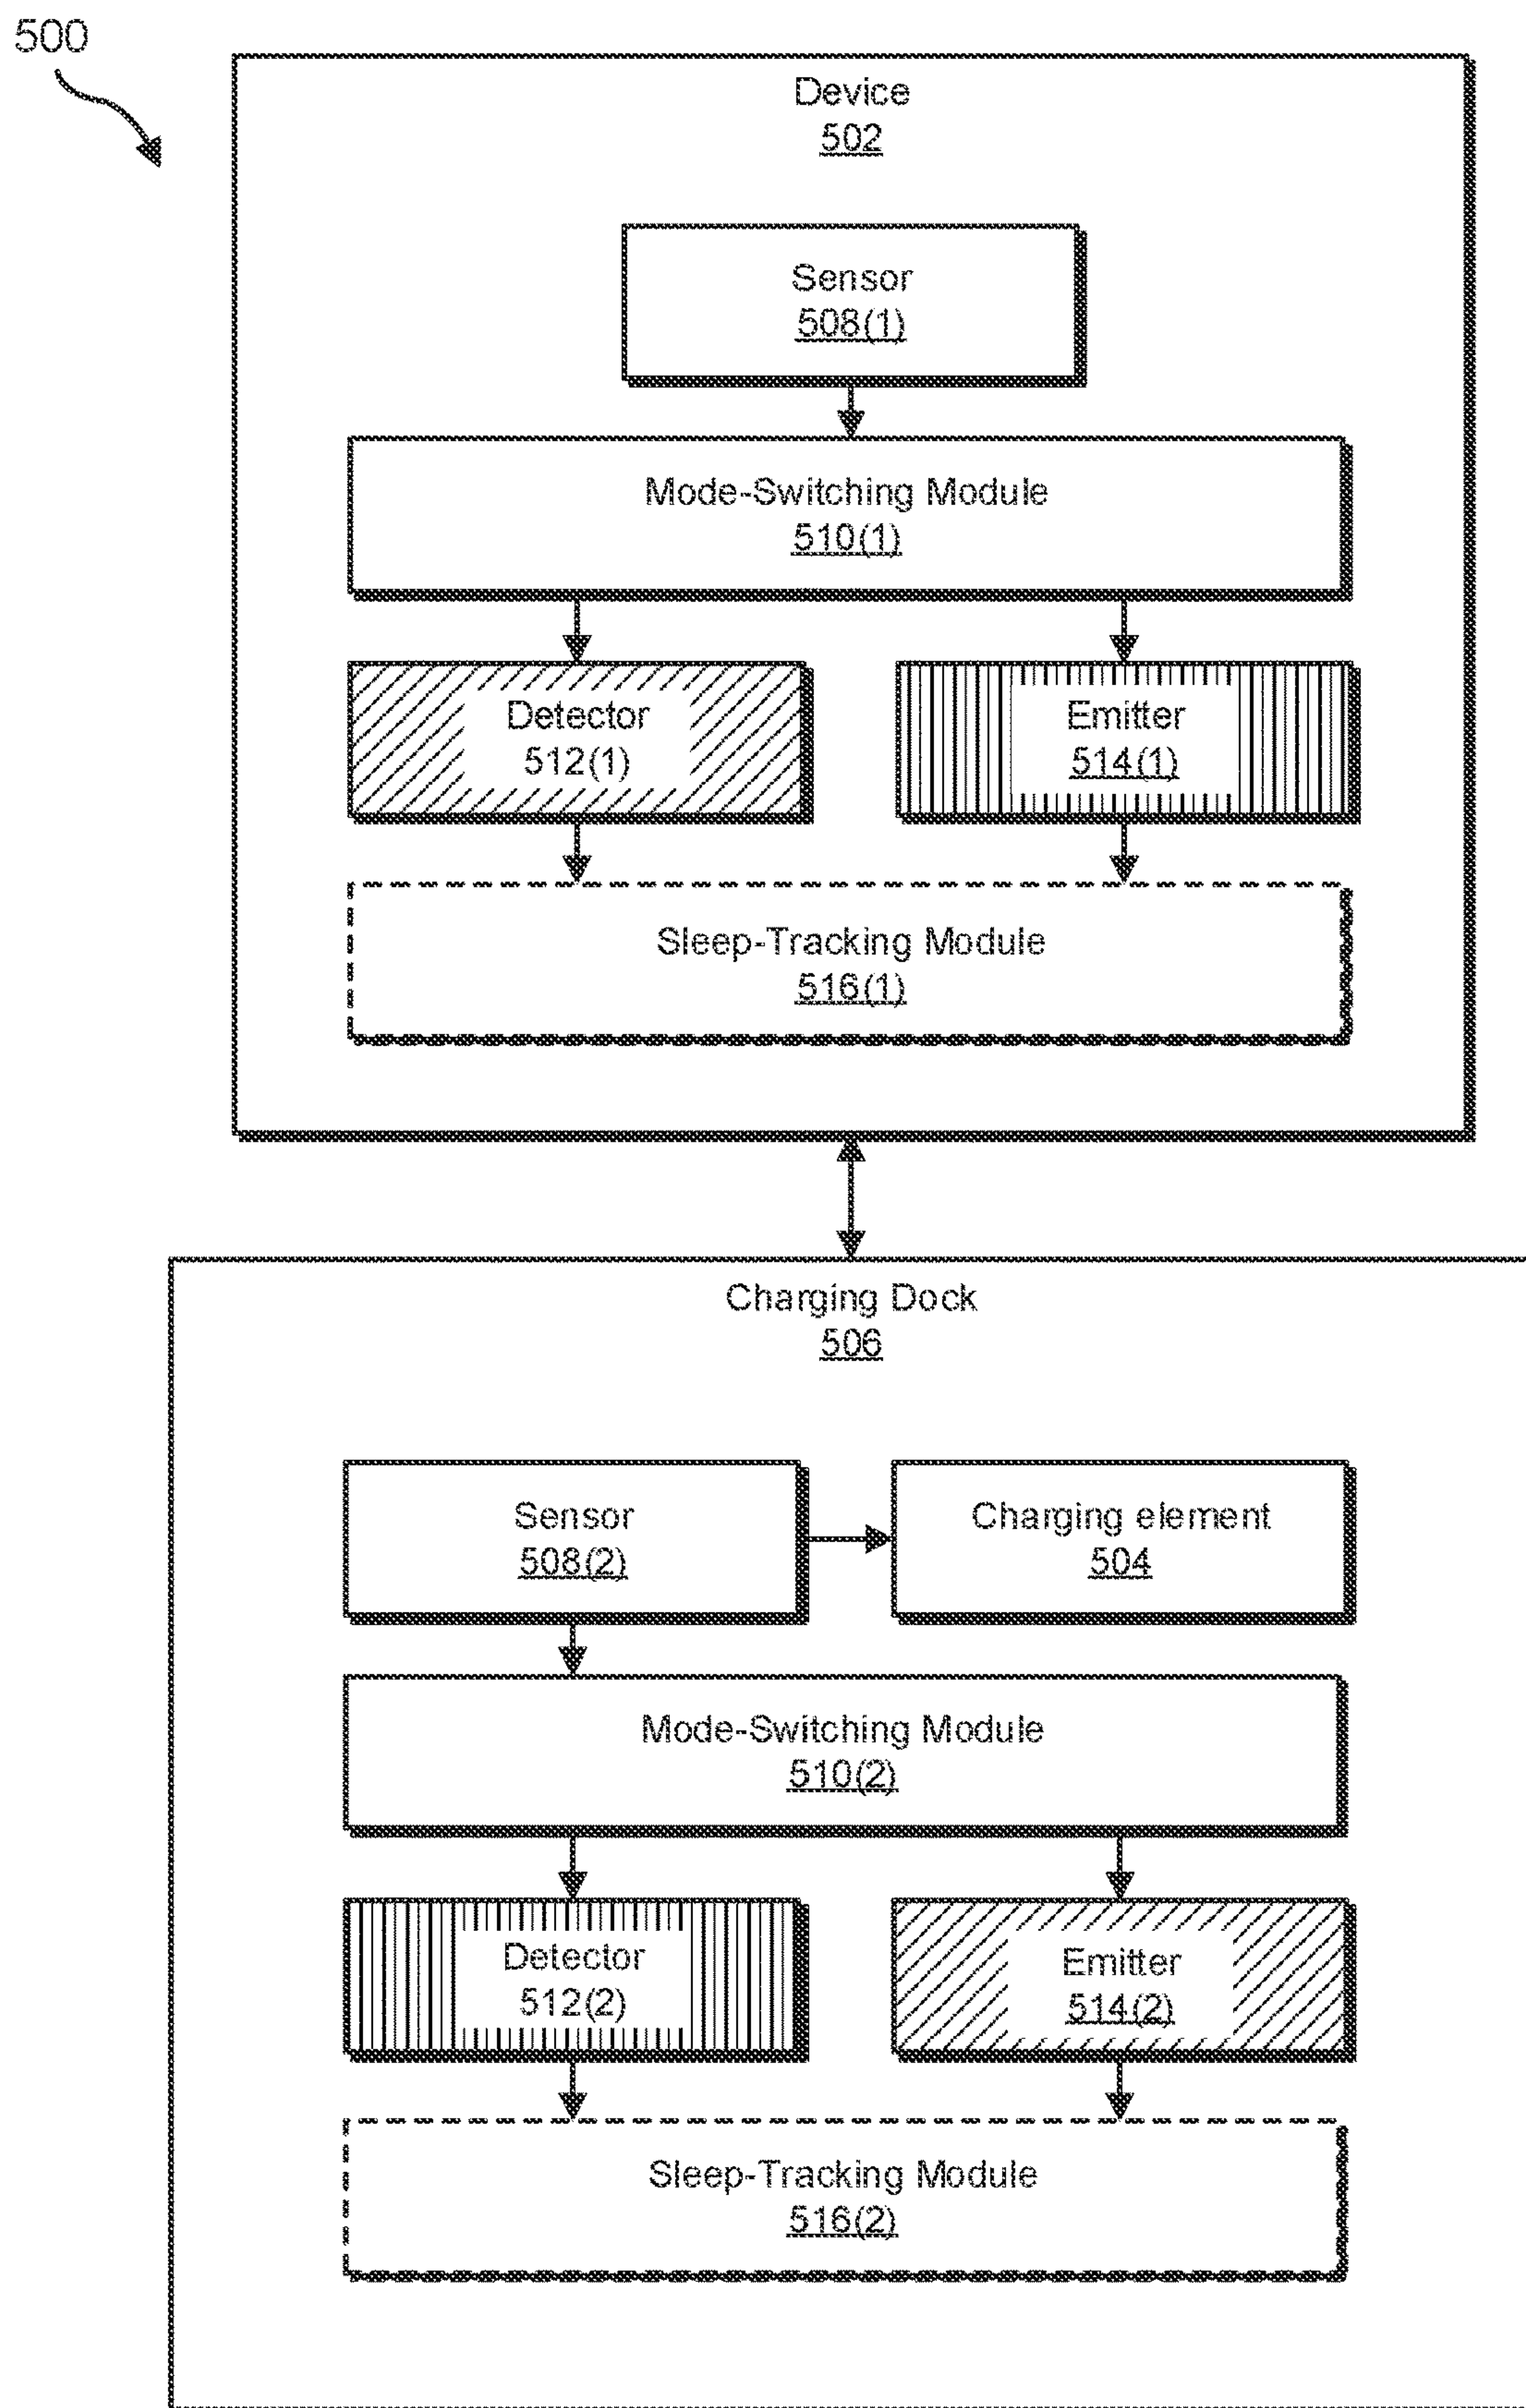 500
Device
502
Sensor
508(1)
Mode-Switching Module
510(1)
Detector
512(1)
Emitter
514(1)
Sleep-Tracking Module
516(1)
Charging Dock
506
Sensor
508(2)
Charging element
504
Mode-Switching Module
510(2)
Detector
512(2)
Emitter
514(2)
Sleep-Tracking Module
516(2)